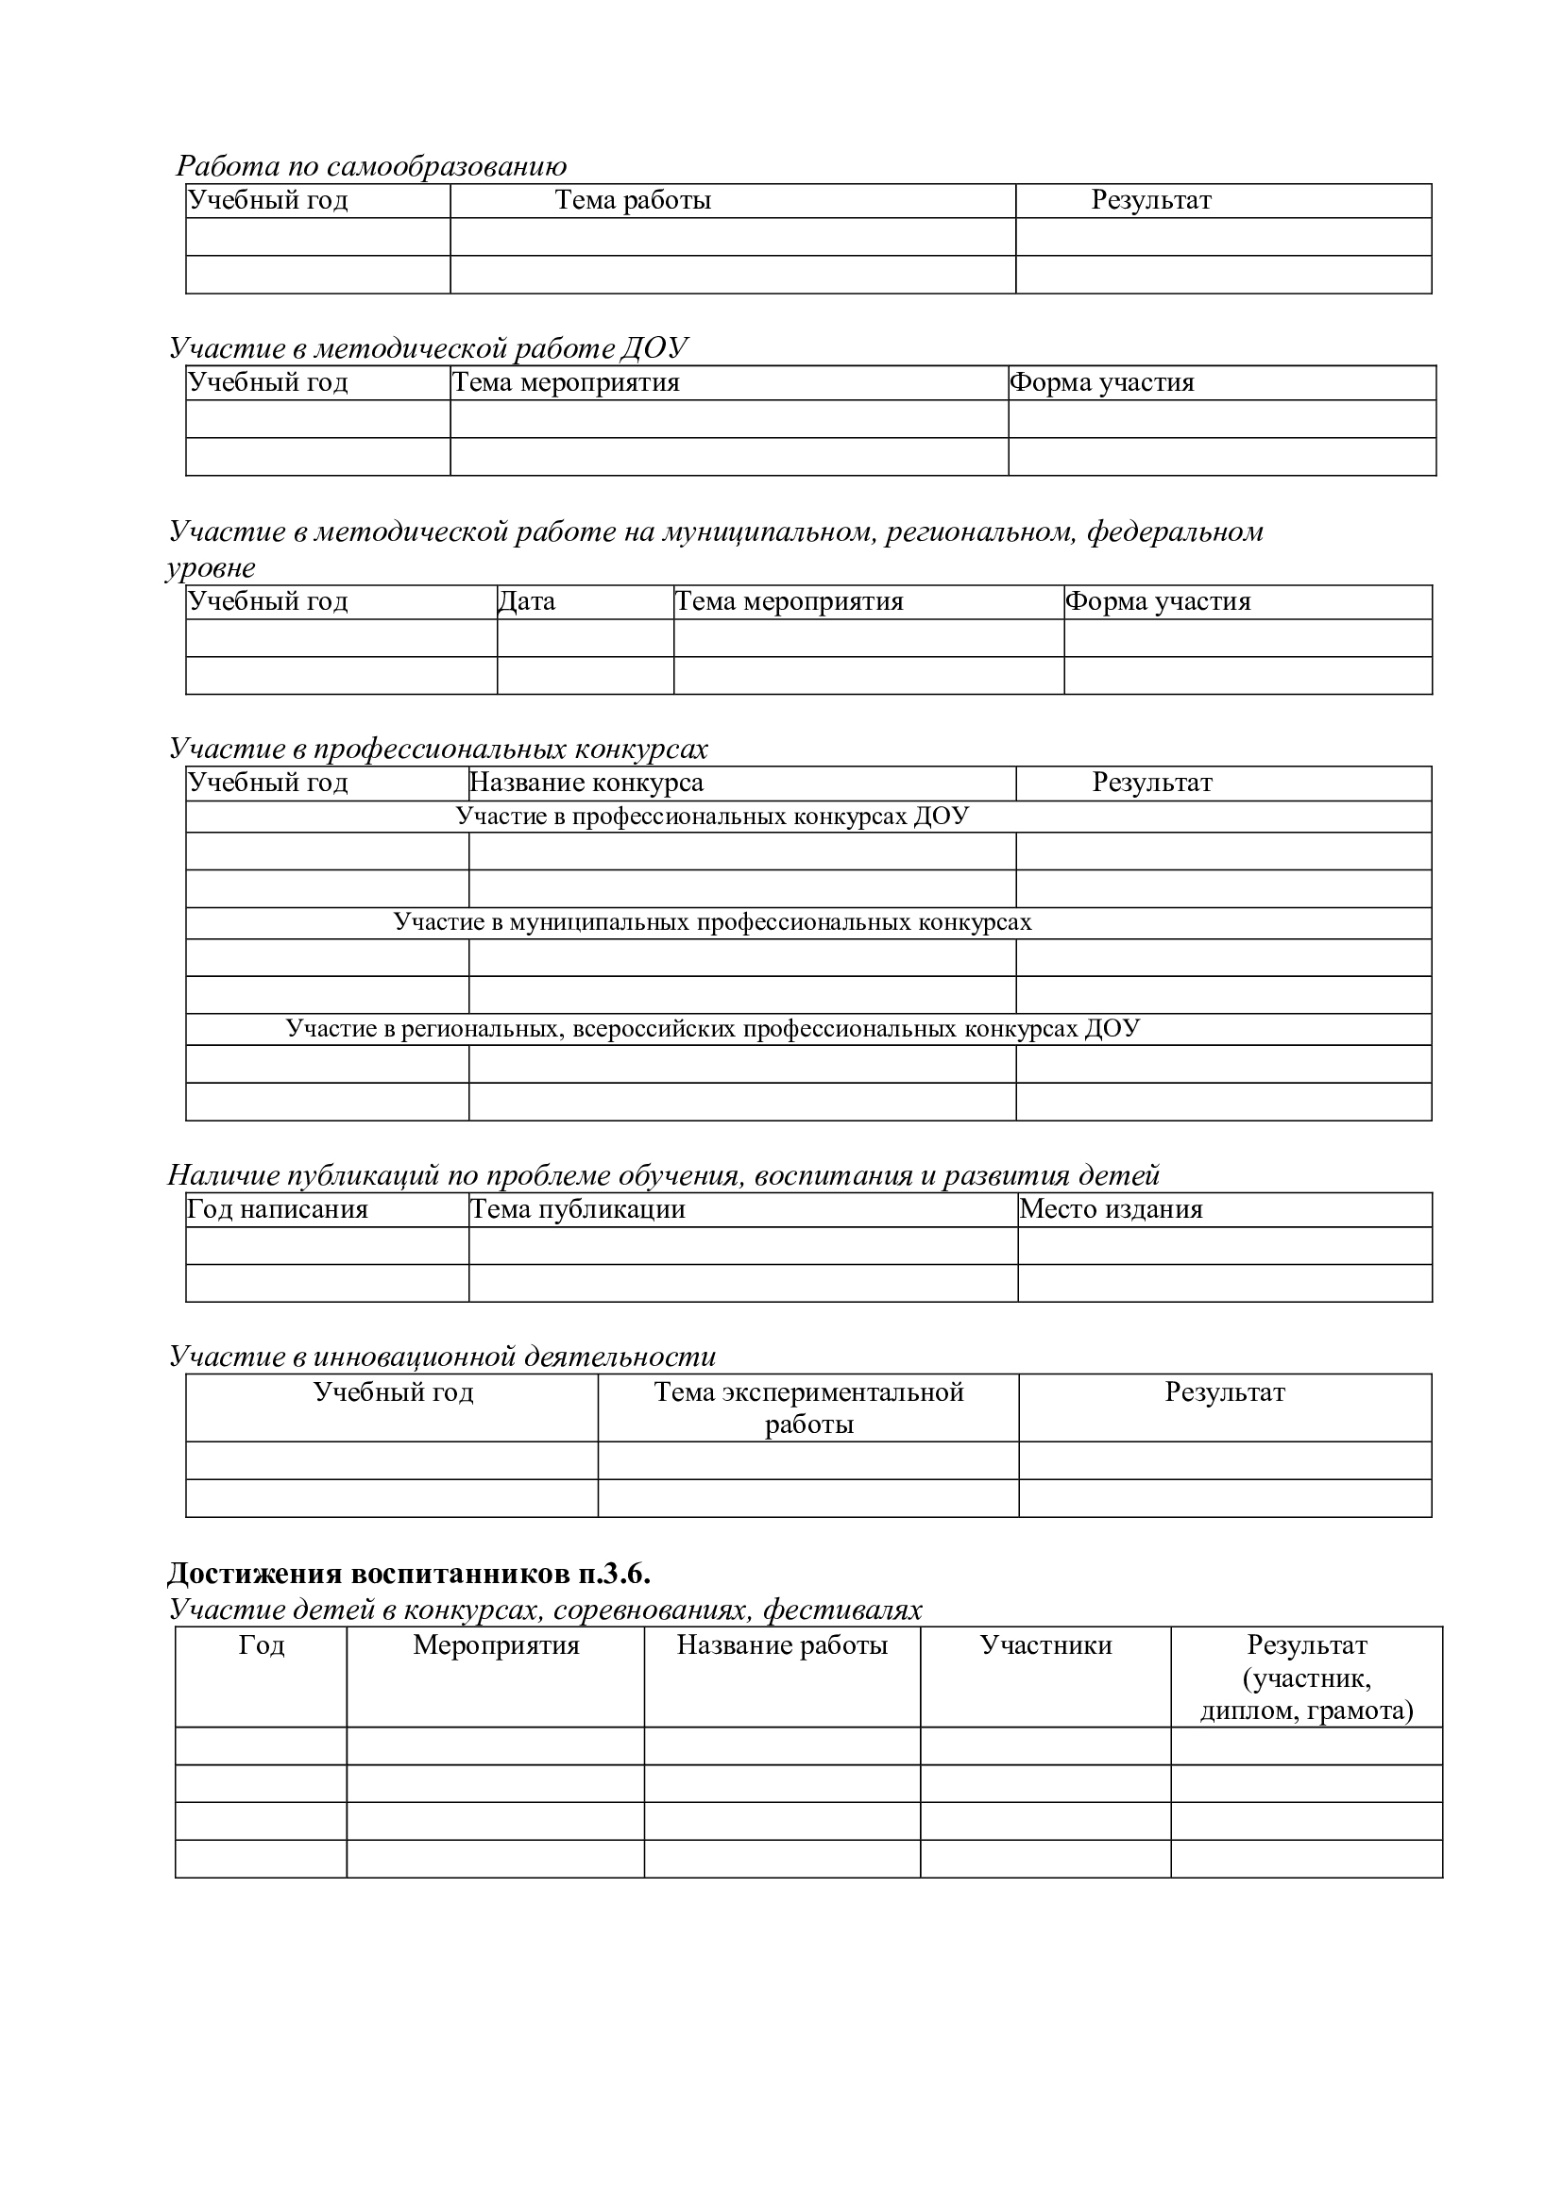 Работа по самообразованию
Учебный год Тема работы Результат
Участие в методической работе ДОУ
Учебный год Тема мероприятия Форма участия
Участие в методической работе на муниципальном, региональном, федеральном
уровне
Учебный год Дата Тема мероприятия Форма участия
Участие в профессиональных конкурсах
Учебный год Название конкурса Результат
Участие в профессиональных конкурсах ДОУ
Участие в муниципальных профессиональных конкурсах
Участие в региональных, всероссийских профессиональных конкурсах ДОУ
Наличие публикаций по проблеме обучения, воспитания и развития детей
Год написания Тема публикации Место издания
Участие в инновационной деятельности
Учебный год Тема экспериментальной Результат
работы
Достижения воспитанников п.3.6.
Участие детей в конкурсах, соревнованиях, фестивалях
Год Мероприятия Название работы Участники Результат
(участник,
диплом, грамота)